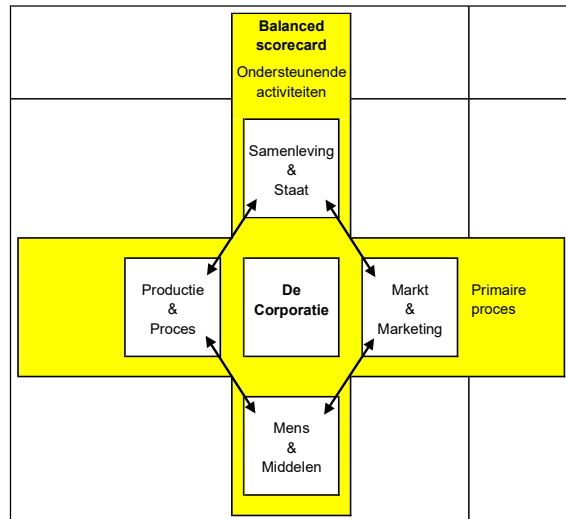 Balanced
scorecard
Ondersteunende
activiteiten
Samenleving
&
Staat
Productie
&
Proces
De
Corporatie
Markt
&
Marketing
Primaire
proces
Mens
&
Middelen